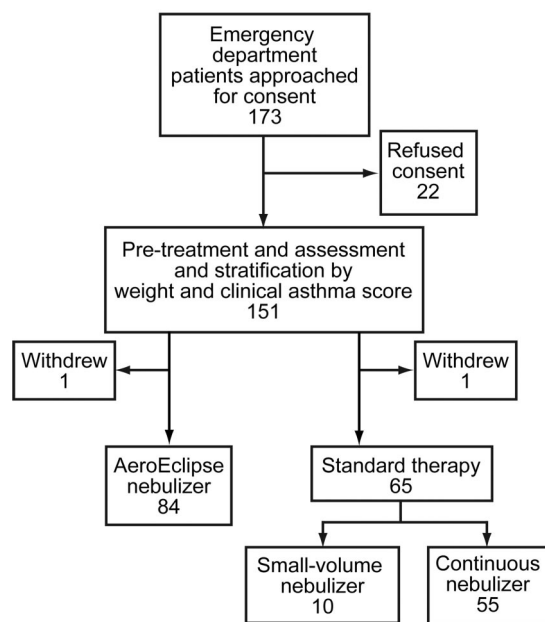 Emergency
department
patients approached
for consent
173
Refused
consent
22
Pre-treatment and assessment
and stratification by
weight and clinical asthma score
151
Withdrew
1
Withdrew
1
AeroEclipse
nebulizer
84
Standard therapy
65
Small-volume
nebulizer
10
Continuous
nebulizer
55